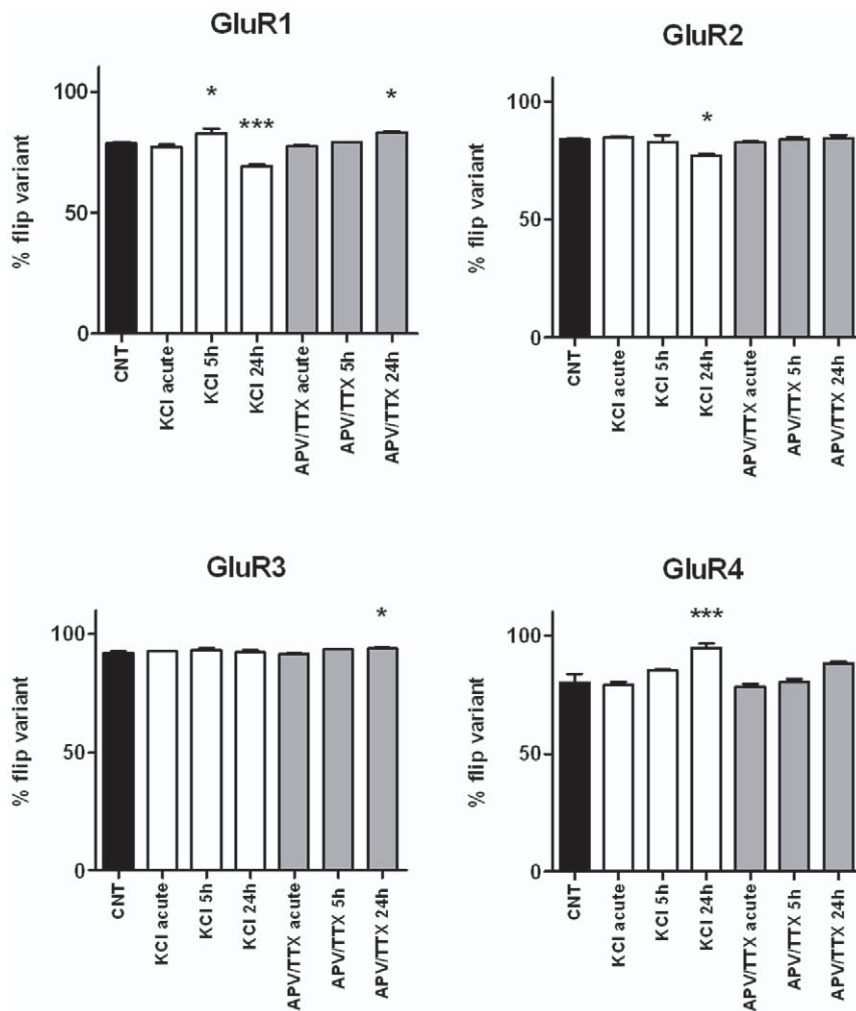 GluR1
% flip variant
100
50
0
*
***
*
CNT
KCl acute
KCl 5h
KCl 24h
APV/TTX acute
APV/TTX 5h
APV/TTX 24h
GluR2
% flip variant
100
50
0
*
CNT
KCl acute
KCl 5h
KCl 24h
APV/TTX acute
APV/TTX 5h
APV/TTX 24h
GluR3
% flip variant
100
50
0
*
CNT
KCl acute
KCl 5h
KCl 24h
APV/TTX acute
APV/TTX 5h
APV/TTX 24h
GluR4
% flip variant
100
50
0
***
CNT
KCl acute
KCl 5h
KCl 24h
APV/TTX acute
APV/TTX 5h
APV/TTX 24h